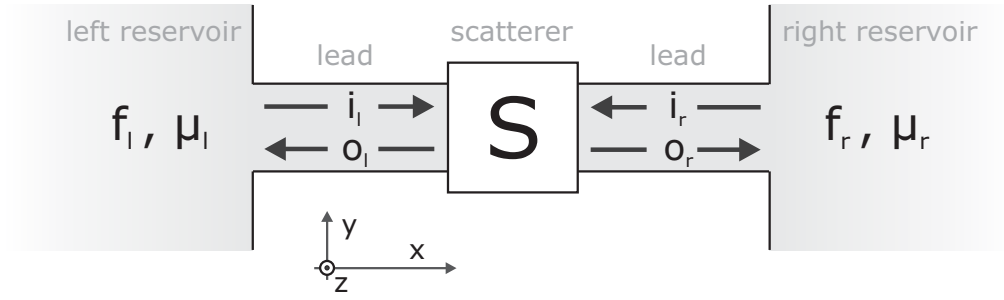 left reservoir
scatterer
right reservoir
lead
lead
fₗ , μₗ
iₗ
oₗ
S
iᵣ
oᵣ
fᵣ , μᵣ
y
x
z